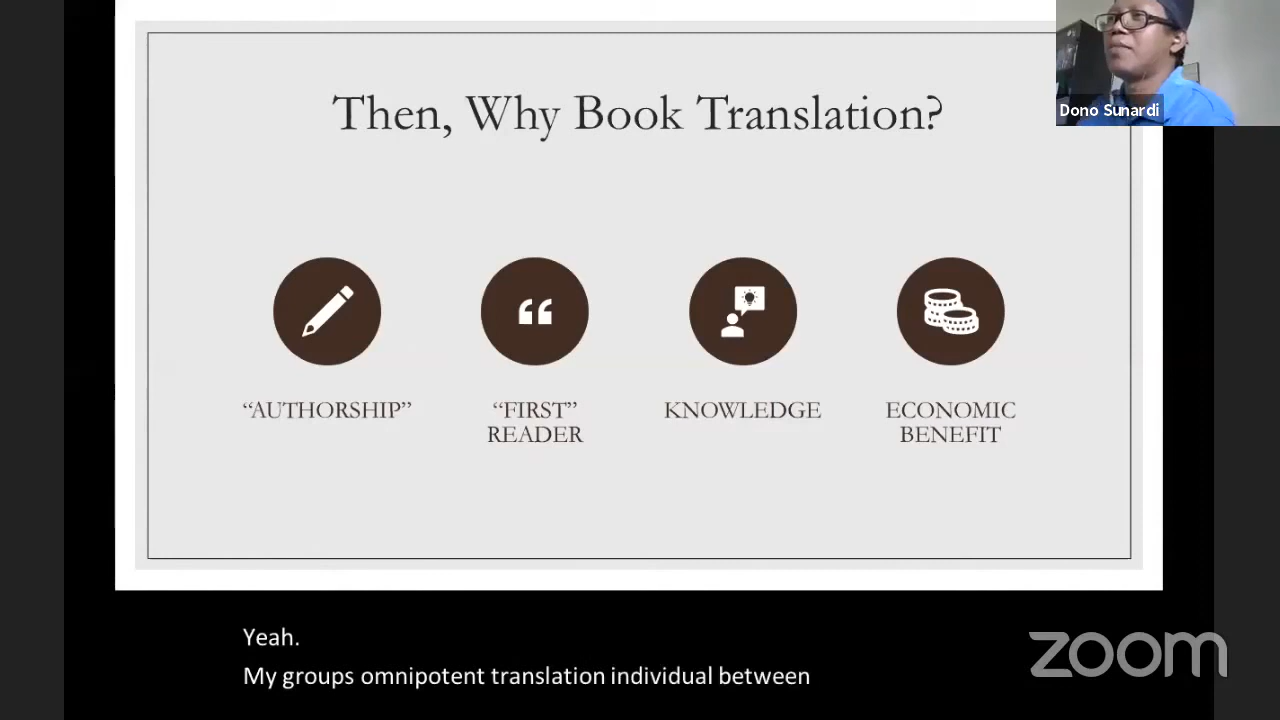 Then, Why Book Translation?
Dono Sunardi
“AUTHORSHIP”
“FIRST”
READER
KNOWLEDGE
ECONOMIC
BENEFIT
Yeah.
My groups omnipotent translation individual between
zoom